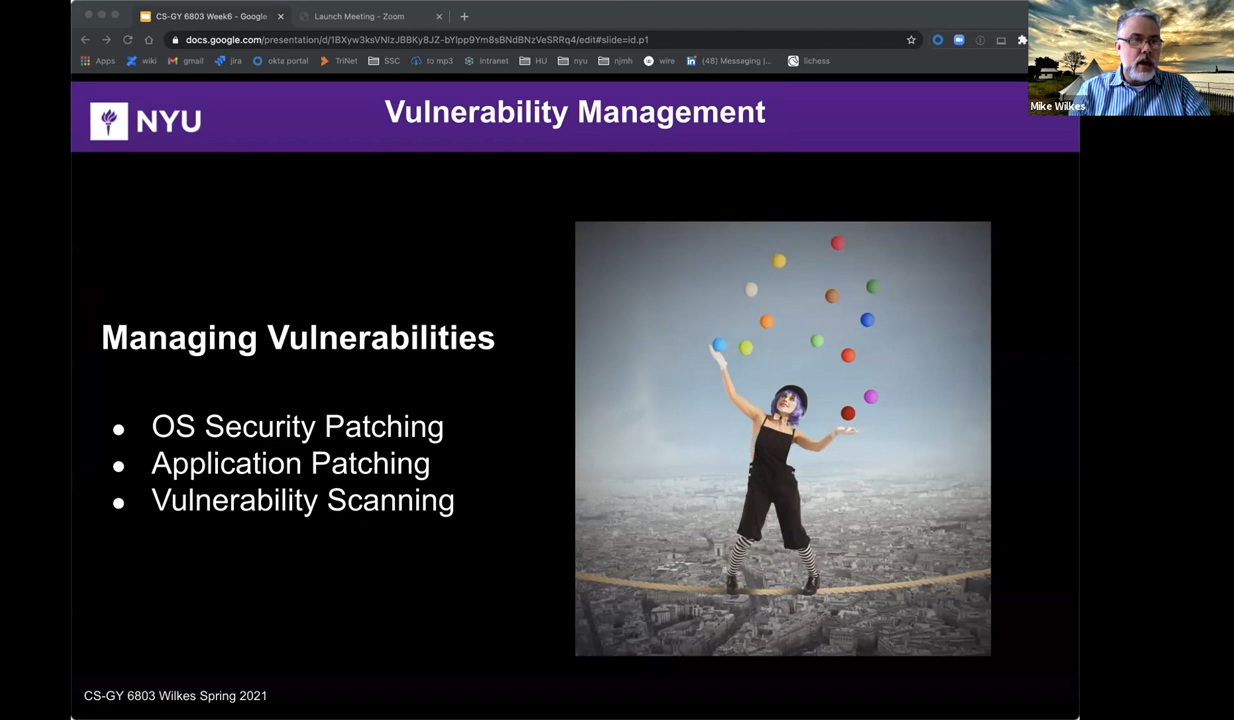 CS-GY 6803 Week6 - Google
Launch Meeting - Zoom
docs.google.com/presentation/d/1BXyw3ksVNlzJBBKy8JZ-bYlpp9Ym8sBNdBNzVeSRRq4/edit#slide=id.p1
Apps wiki gmail jira okta portal TriNet SSC to mp3 intranet HU nyu njmh wire (48) Messaging |... lichess
Mike Wilkes
NYU
Vulnerability Management
Managing Vulnerabilities
● OS Security Patching
● Application Patching
● Vulnerability Scanning
CS-GY 6803 Wilkes Spring 2021